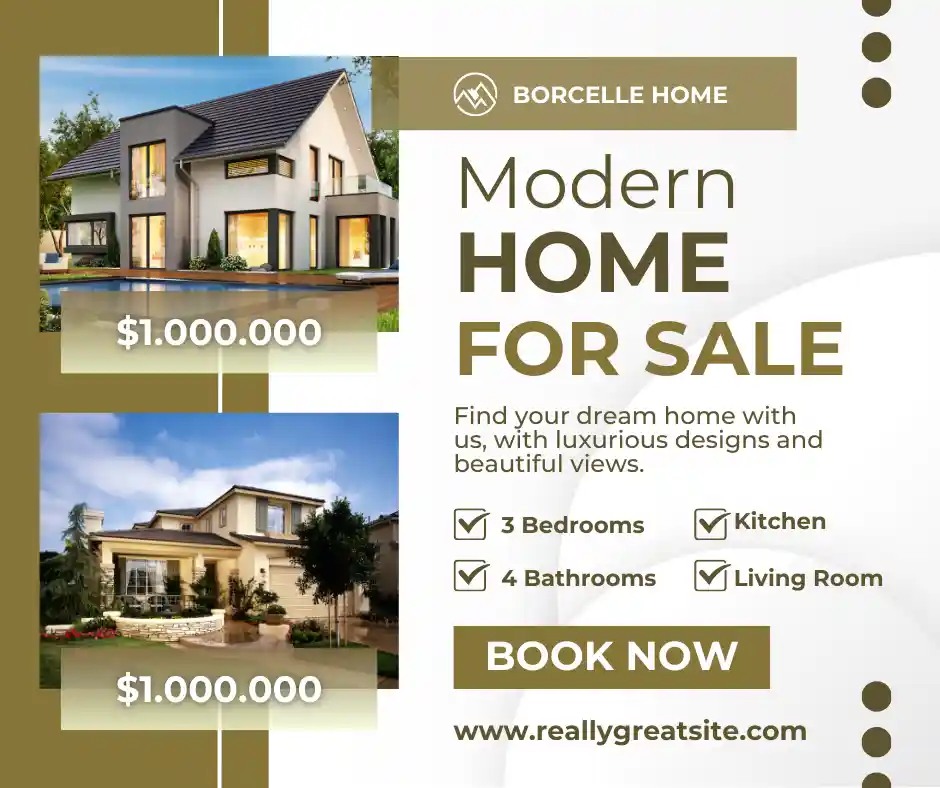 BORCELLE HOME
Modern
HOME
FOR SALE
Find your dream home with
us, with luxurious designs and
beautiful views.
3 Bedrooms
Kitchen
4 Bathrooms
Living Room
BOOK NOW
www.reallygreatsite.com
$1.000.000
$1.000.000